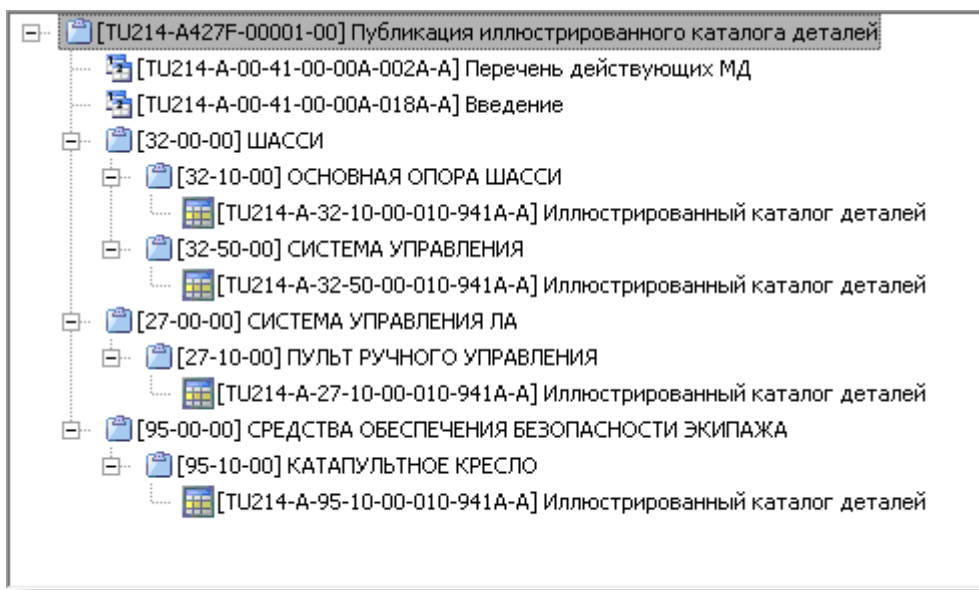 [TU214-A427F-00001-00] Публикация иллюстрированного каталога деталей
[TU214-A-00-41-00-00A-002A-A] Перечень действующих МД
[TU214-A-00-41-00-00A-018A-A] Введение
[32-00-00] ШАССИ
[32-10-00] ОСНОВНАЯ ОПОРА ШАССИ
[TU214-A-32-10-00-010-941A-A] Иллюстрированный каталог деталей
[32-50-00] СИСТЕМА УПРАВЛЕНИЯ
[TU214-A-32-50-00-010-941A-A] Иллюстрированный каталог деталей
[27-00-00] СИСТЕМА УПРАВЛЕНИЯ ЛА
[27-10-00] ПУЛЬТ РУЧНОГО УПРАВЛЕНИЯ
[TU214-A-27-10-00-010-941A-A] Иллюстрированный каталог деталей
[95-00-00] СРЕДСТВА ОБЕСПЕЧЕНИЯ БЕЗОПАСНОСТИ ЭКИПАЖА
[95-10-00] КАТАПУЛЬТНОЕ КРЕСЛО
[TU214-A-95-10-00-010-941A-A] Иллюстрированный каталог деталей